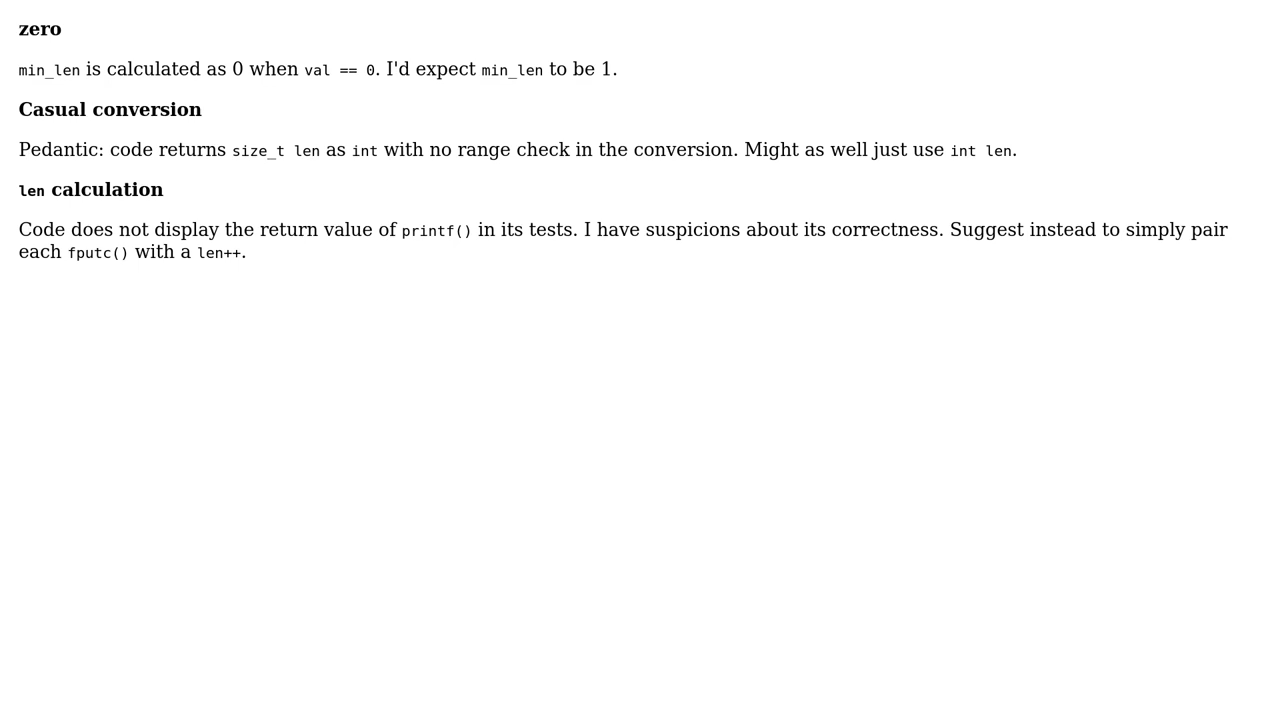 zero
min_len is calculated as 0 when val == 0. I'd expect min_len to be 1.
Casual conversion
Pedantic: code returns size_t len as int with no range check in the conversion. Might as well just use int len.
len calculation
Code does not display the return value of printf() in its tests. I have suspicions about its correctness. Suggest instead to simply pair
each fputc() with a len++.